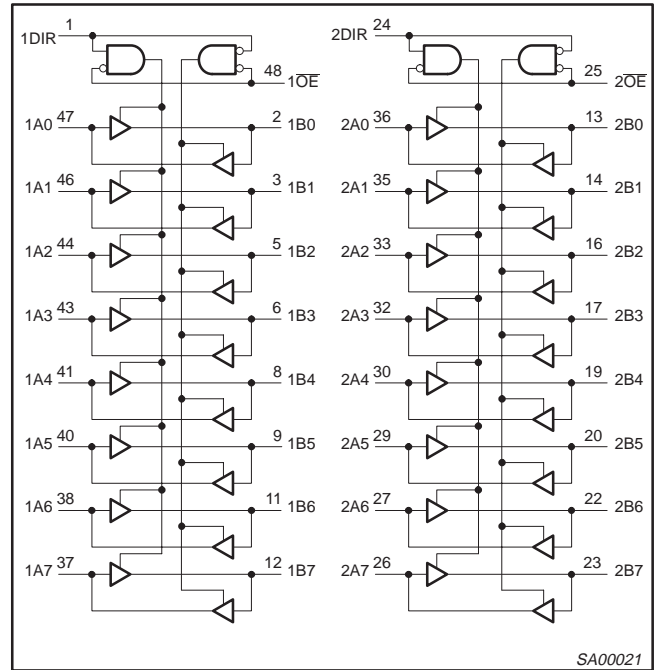 1DIR 1 2DIR 24
48 1OE 25 2OE
1A0 47 2 1B0 2A0 36 13 2B0
1A1 46 3 1B1 2A1 35 14 2B1
1A2 44 5 1B2 2A2 33 16 2B2
1A3 43 6 1B3 2A3 32 17 2B3
1A4 41 8 1B4 2A4 30 19 2B4
1A5 40 9 1B5 2A5 29 20 2B5
1A6 38 11 1B6 2A6 27 22 2B6
1A7 37 12 1B7 2A7 26 23 2B7
SA00021